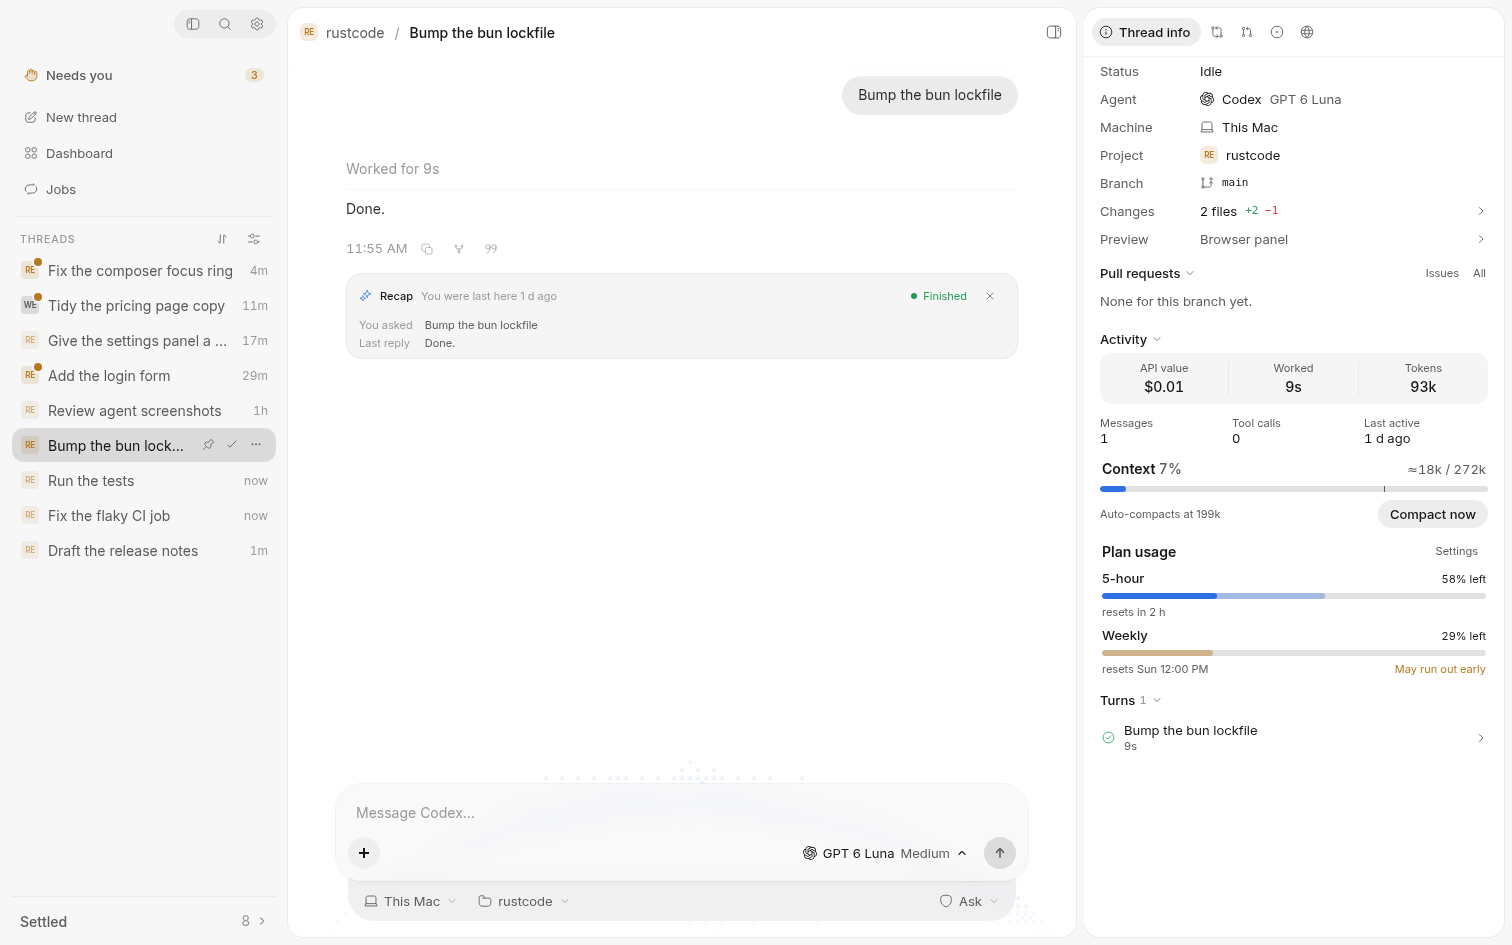 Needs you 3
New thread
Dashboard
Jobs
THREADS
RE Fix the composer focus ring 4m
WE Tidy the pricing page copy 11m
RE Give the settings panel a ... 17m
RE Add the login form 29m
RE Review agent screenshots 1h
RE Bump the bun lock...
RE Run the tests now
RE Fix the flaky CI job now
RE Draft the release notes 1m
Settled 8
RE rustcode / Bump the bun lockfile
Bump the bun lockfile
Worked for 9s
Done.
11:55 AM
Recap You were last here 1 d ago Finished
You asked Bump the bun lockfile
Last reply Done.
Message Codex...
GPT 6 Luna Medium
This Mac rustcode Ask
Thread info
Status Idle
Agent Codex GPT 6 Luna
Machine This Mac
Project RE rustcode
Branch main
Changes 2 files +2 −1
Preview Browser panel
Pull requests Issues All
None for this branch yet.
Activity
API value Worked Tokens
$0.01 9s 93k
Messages Tool calls Last active
1 0 1 d ago
Context 7% ≈18k / 272k
Auto-compacts at 199k Compact now
Plan usage Settings
5-hour 58% left
resets in 2 h
Weekly 29% left
resets Sun 12:00 PM May run out early
Turns 1
Bump the bun lockfile
9s